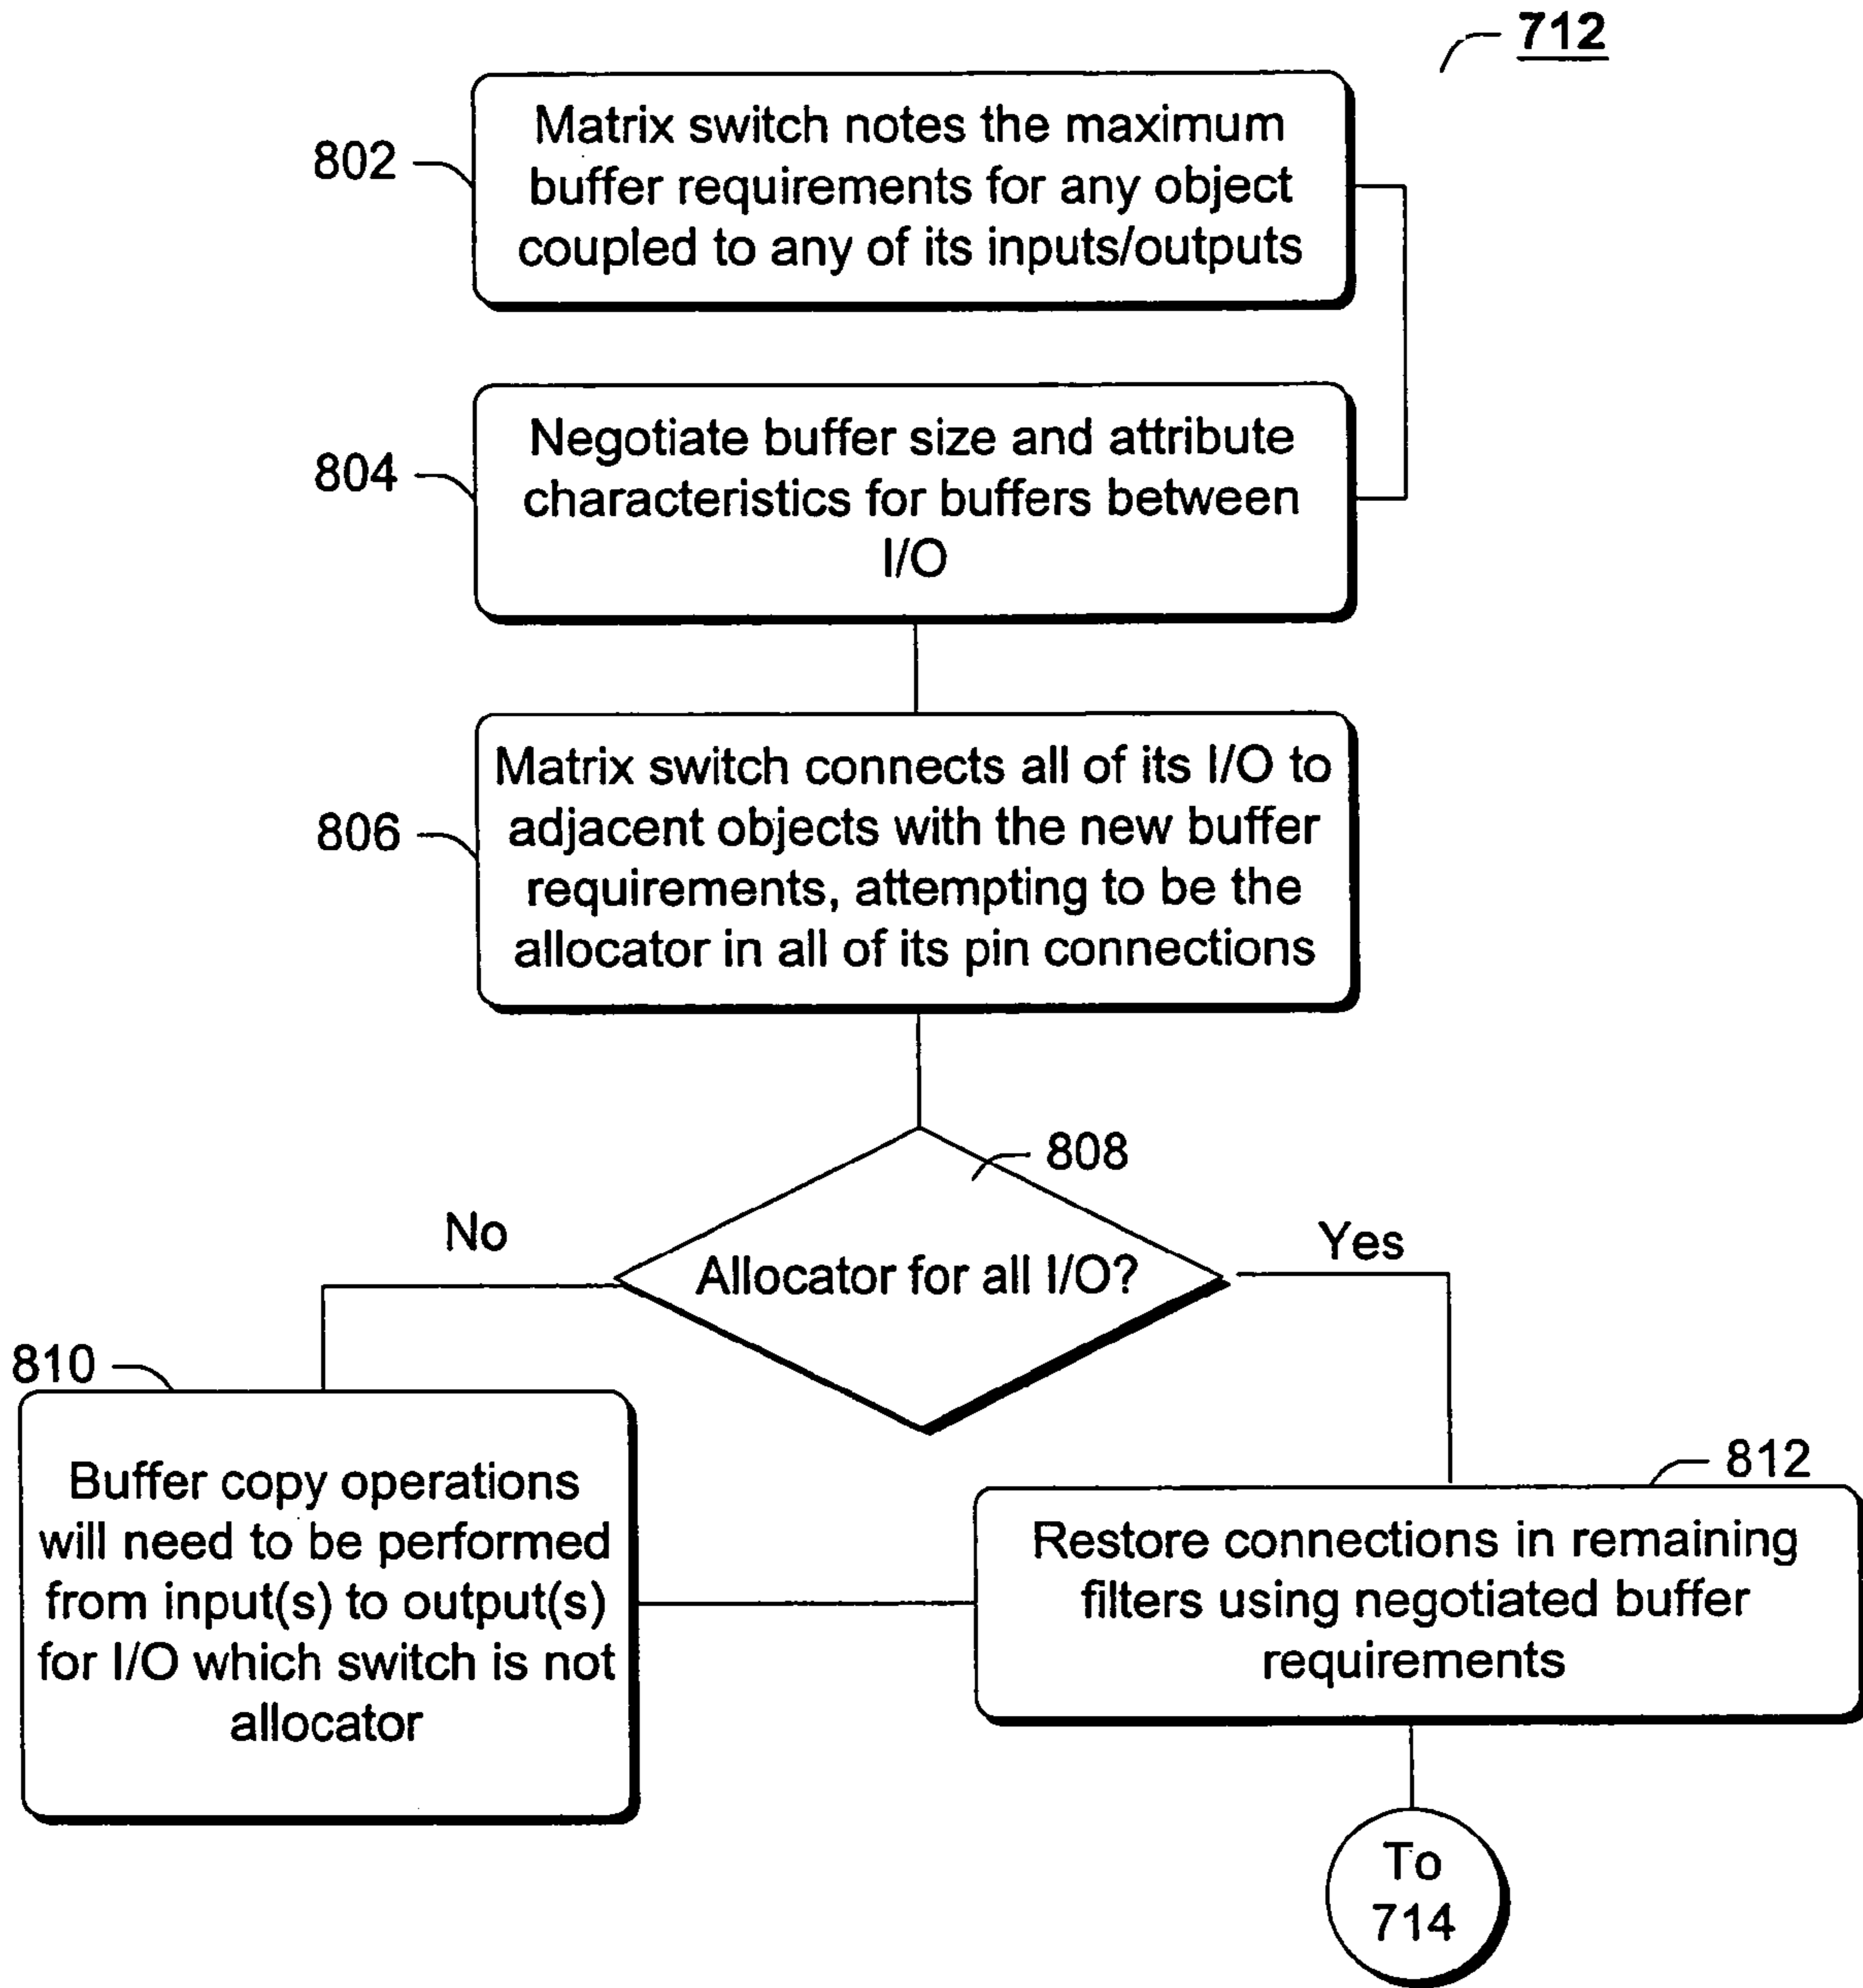 712
802
Matrix switch notes the maximum
buffer requirements for any object
coupled to any of its inputs/outputs
804
Negotiate buffer size and attribute
characteristics for buffers between
I/O
806
Matrix switch connects all of its I/O to
adjacent objects with the new buffer
requirements, attempting to be the
allocator in all of its pin connections
808
No
Yes
Allocator for all I/O?
810
Buffer copy operations
will need to be performed
from input(s) to output(s)
for I/O which switch is not
allocator
812
Restore connections in remaining
filters using negotiated buffer
requirements
To
714